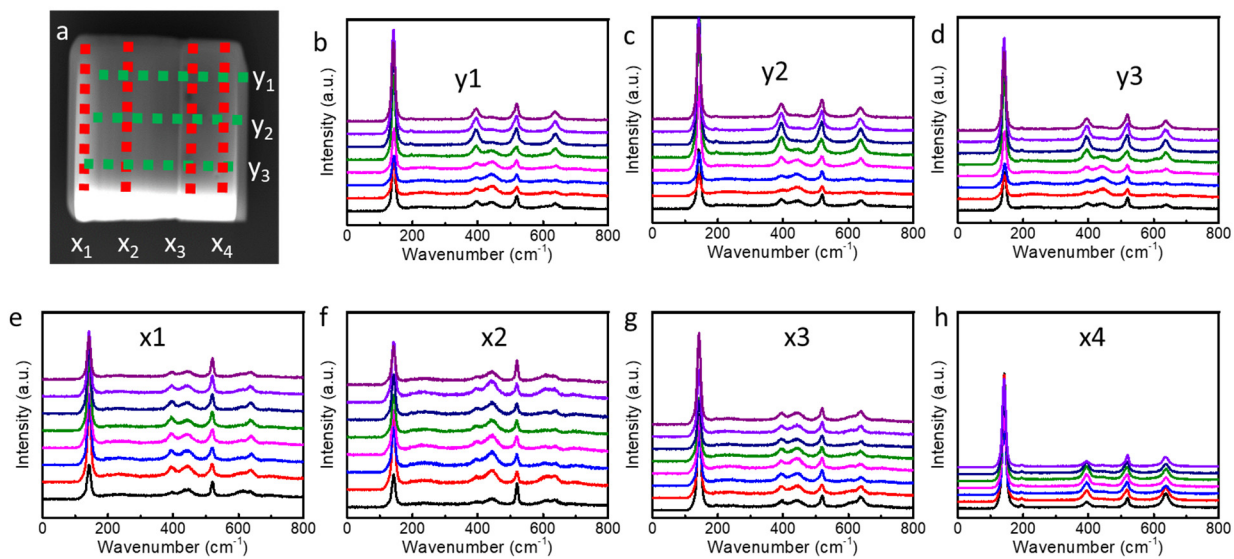 a
y1
y2
y3
x1 x2 x3 x4
b
y1
Intensity (a.u.)
0 200 400 600 800
Wavenumber (cm-1)
c
y2
Intensity (a.u.)
0 200 400 600 800
Wavenumber (cm-1)
d
y3
Intensity (a.u.)
0 200 400 600 800
Wavenumber (cm-1)
e
x1
Intensity (a.u.)
0 200 400 600 800
Wavenumber (cm-1)
f
x2
Intensity (a.u.)
0 200 400 600 800
Wavenumber (cm-1)
g
x3
Intensity (a.u.)
0 200 400 600 800
Wavenumber (cm-1)
h
x4
Intensity (a.u.)
0 200 400 600 800
Wavenumber (cm-1)